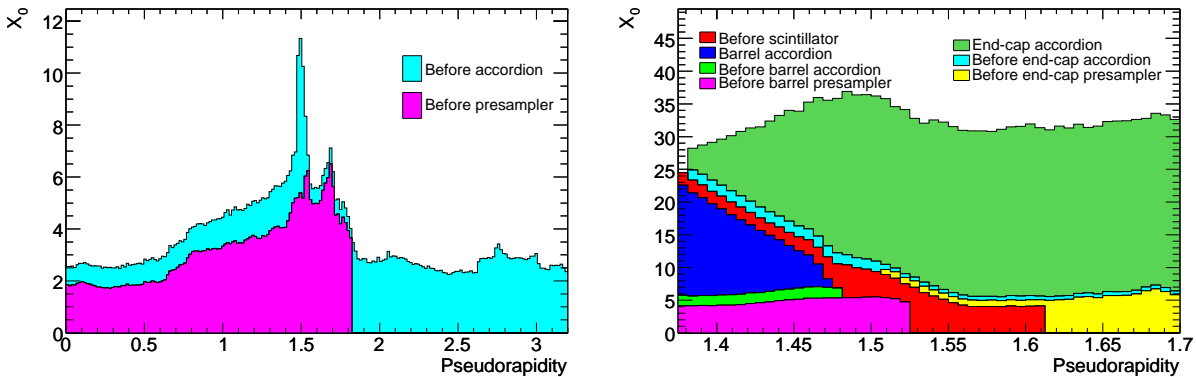 X0
12
10
8
6
4
2
0
Before accordion
Before presampler
0 0.5 1 1.5 2 2.5 3
Pseudorapidity
X0
45
40
35
30
25
20
15
10
5
0
Before scintillator
Barrel accordion
Before barrel accordion
Before barrel presampler
End-cap accordion
Before end-cap accordion
Before end-cap presampler
1.4 1.45 1.5 1.55 1.6 1.65 1.7
Pseudorapidity